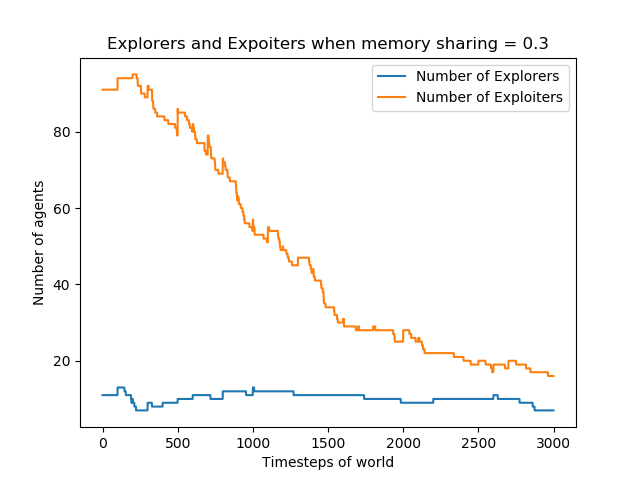 Explorers and Expoiters when memory sharing = 0.3
Number of Explorers
Number of Exploiters
Number of agents
80
60
40
20
0 500 1000 1500 2000 2500 3000
Timesteps of world